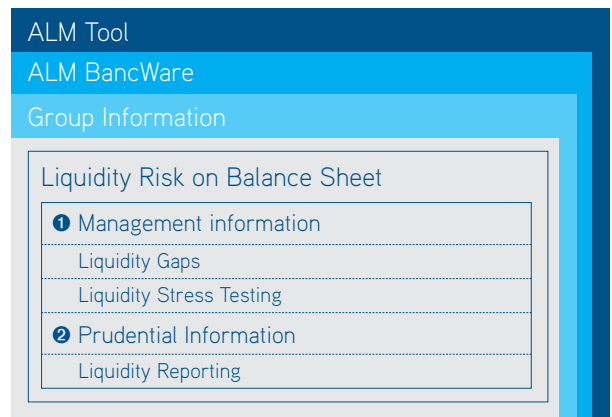 ALM Tool
ALM BancWare
Group Information
Liquidity Risk on Balance Sheet
❶ Management information
Liquidity Gaps
Liquidity Stress Testing
❷ Prudential Information
Liquidity Reporting